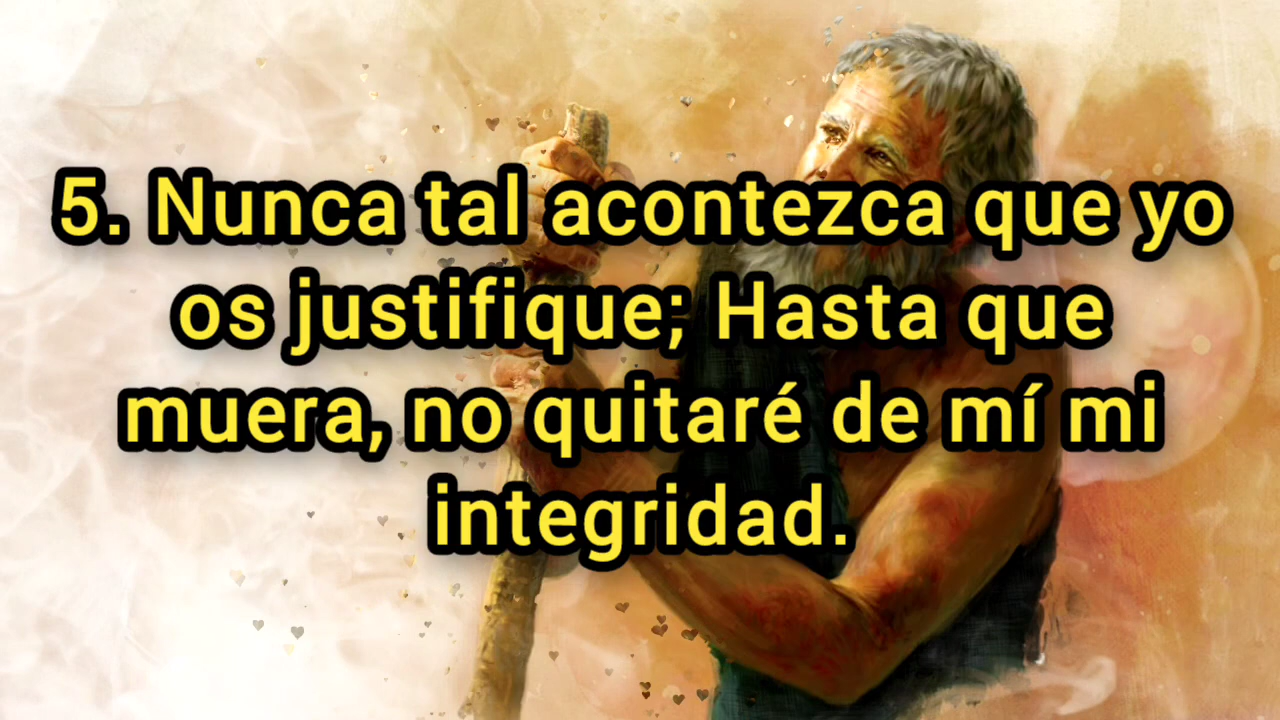 5. Nunca tal acontezca que yo
os justifique; Hasta que
muera, no quitaré de mí mi
integridad.